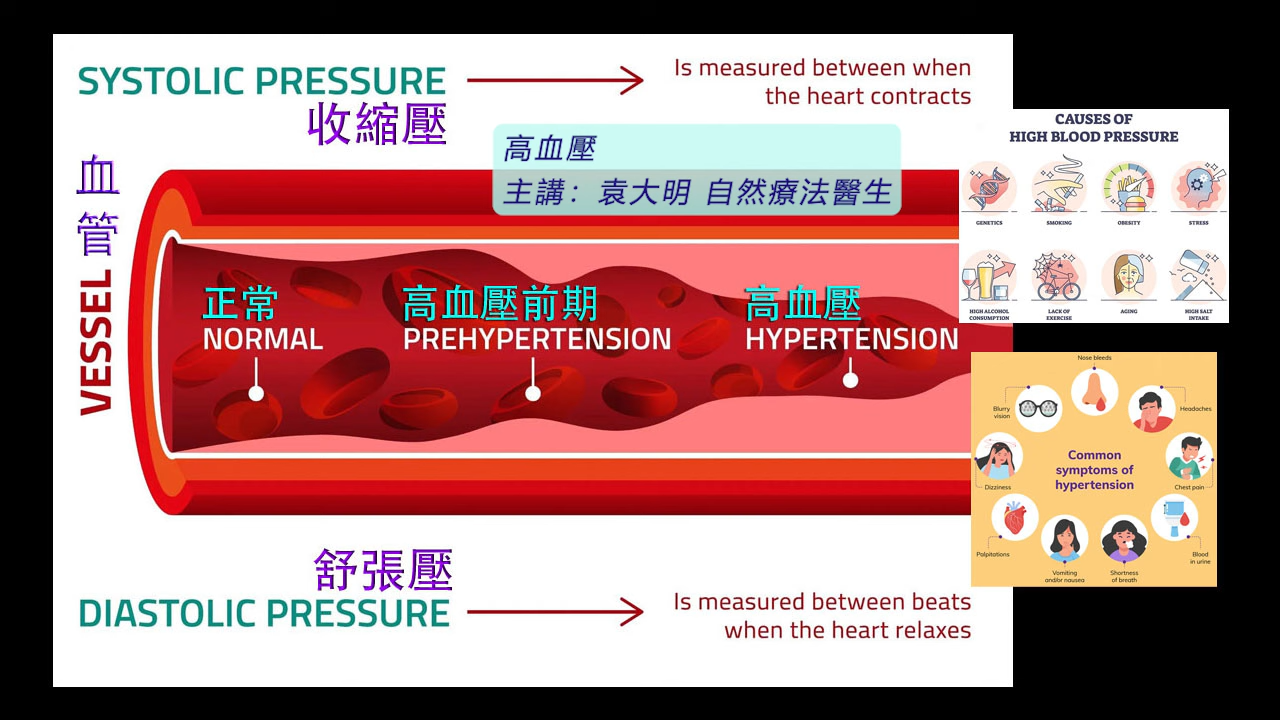 SYSTOLIC PRESSURE
收縮壓
Is measured between when
the heart contracts
高血壓
主講：袁大明 自然療法醫生
血
管
VESSEL
正常
NORMAL
高血壓前期
PREHYPERTENSION
高血壓
HYPERTENSION
舒張壓
DIASTOLIC PRESSURE
Is measured between beats
when the heart relaxes
CAUSES OF
HIGH BLOOD PRESSURE
GENETICS
SMOKING
OBESITY
STRESS
HIGH ALCOHOL
CONSUMPTION
LACK OF
EXERCISE
AGING
HIGH SALT
INTAKE
Nose bleeds
Blurry
vision
Headaches
Common
symptoms of
hypertension
Dizziness
Chest pain
Palpitations
Vomiting
and/or nausea
Shortness
of breath
Blood
in urine